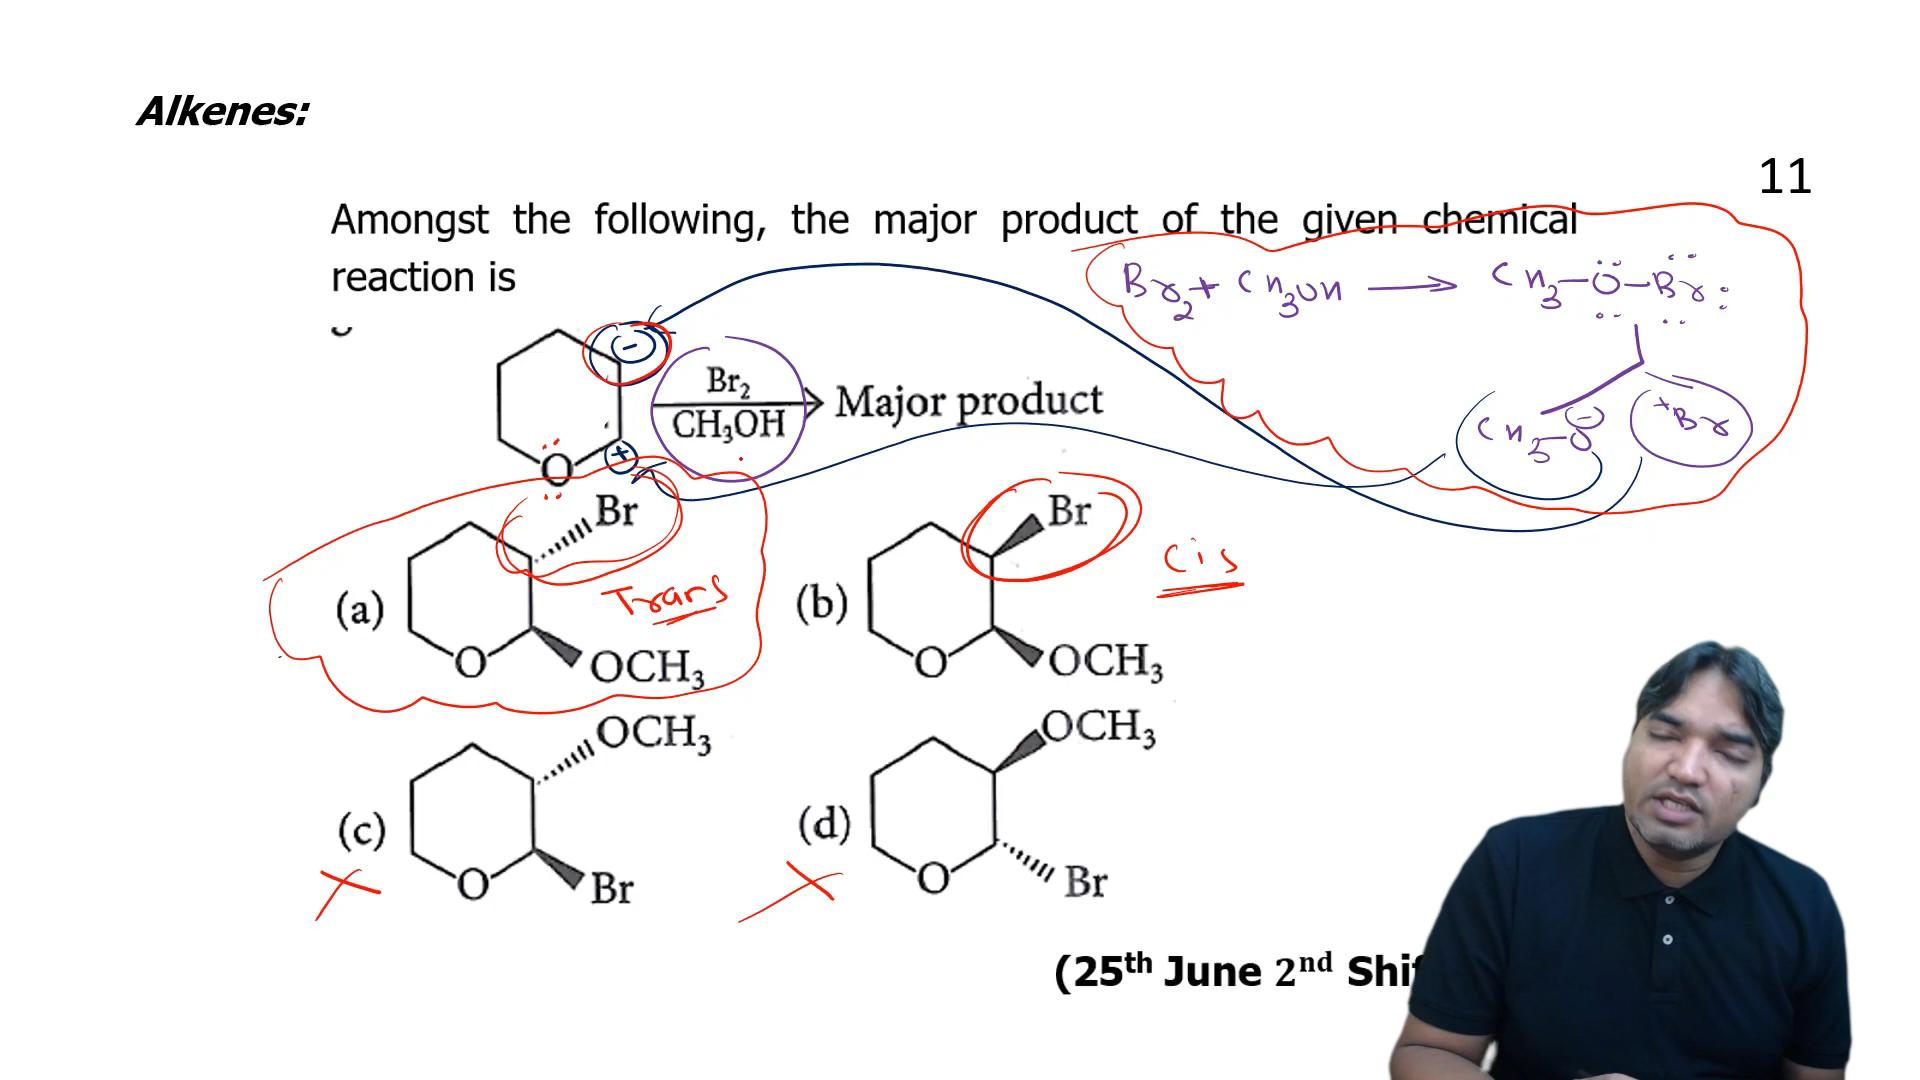 Alkenes:
11
Amongst the following, the major product of the given chemical
reaction is
Br₂ + CH₃OH ⟶ CH₃–O–Br
CH₃–O⊖ ⁺Br
−
+
O
Br₂
CH₃OH
Major product
(a) Br
Trans
O OCH₃
(b) Br
Cis
O OCH₃
(c) OCH₃
O Br
(d) OCH₃
O Br
(25th June 2nd